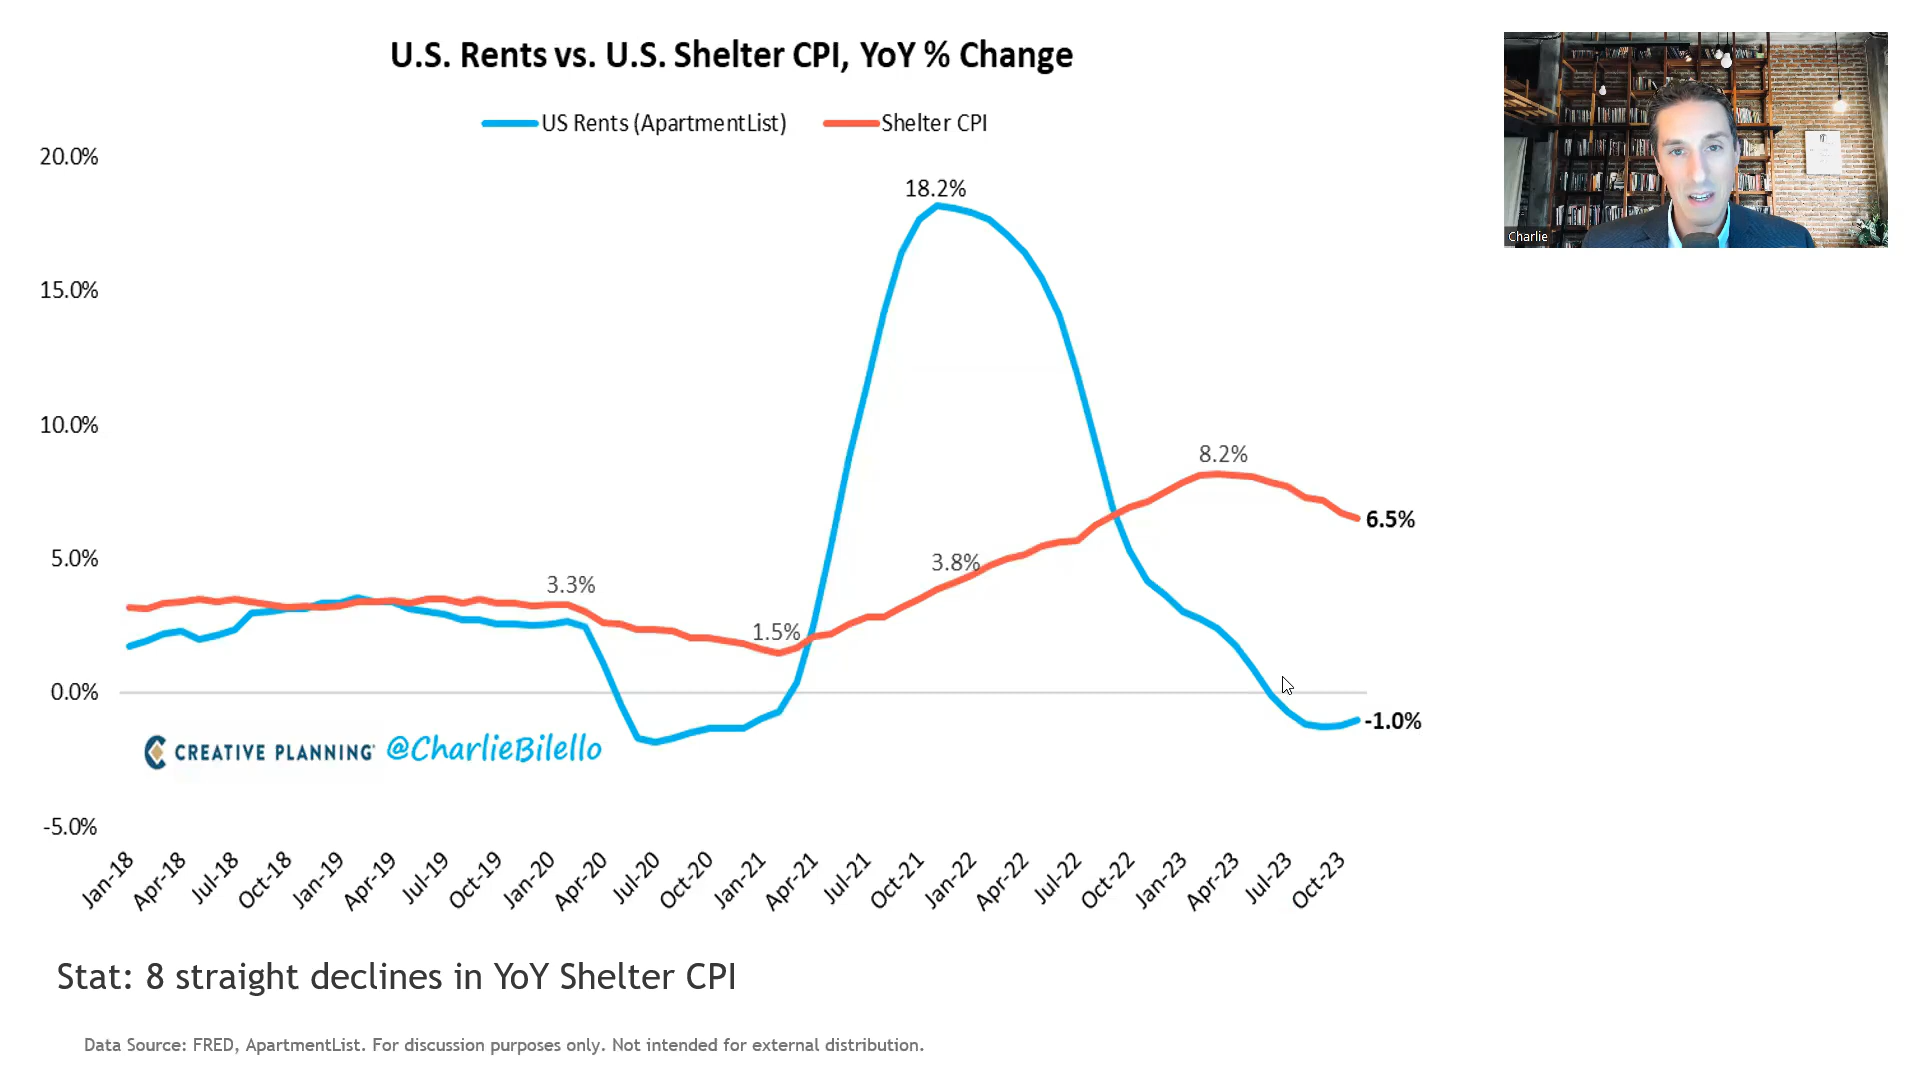 U.S. Rents vs. U.S. Shelter CPI, YoY % Change
US Rents (ApartmentList) Shelter CPI
20.0%
15.0%
10.0%
5.0%
0.0%
-5.0%
18.2%
8.2%
6.5%
3.8%
3.3%
1.5%
-1.0%
CREATIVE PLANNING @CharlieBilello
Jan-18 Apr-18 Jul-18 Oct-18 Jan-19 Apr-19 Jul-19 Oct-19 Jan-20 Apr-20 Jul-20 Oct-20 Jan-21 Apr-21 Jul-21 Oct-21 Jan-22 Apr-22 Jul-22 Oct-22 Jan-23 Apr-23 Jul-23 Oct-23
Stat: 8 straight declines in YoY Shelter CPI
Data Source: FRED, ApartmentList. For discussion purposes only. Not intended for external distribution.
Charlie